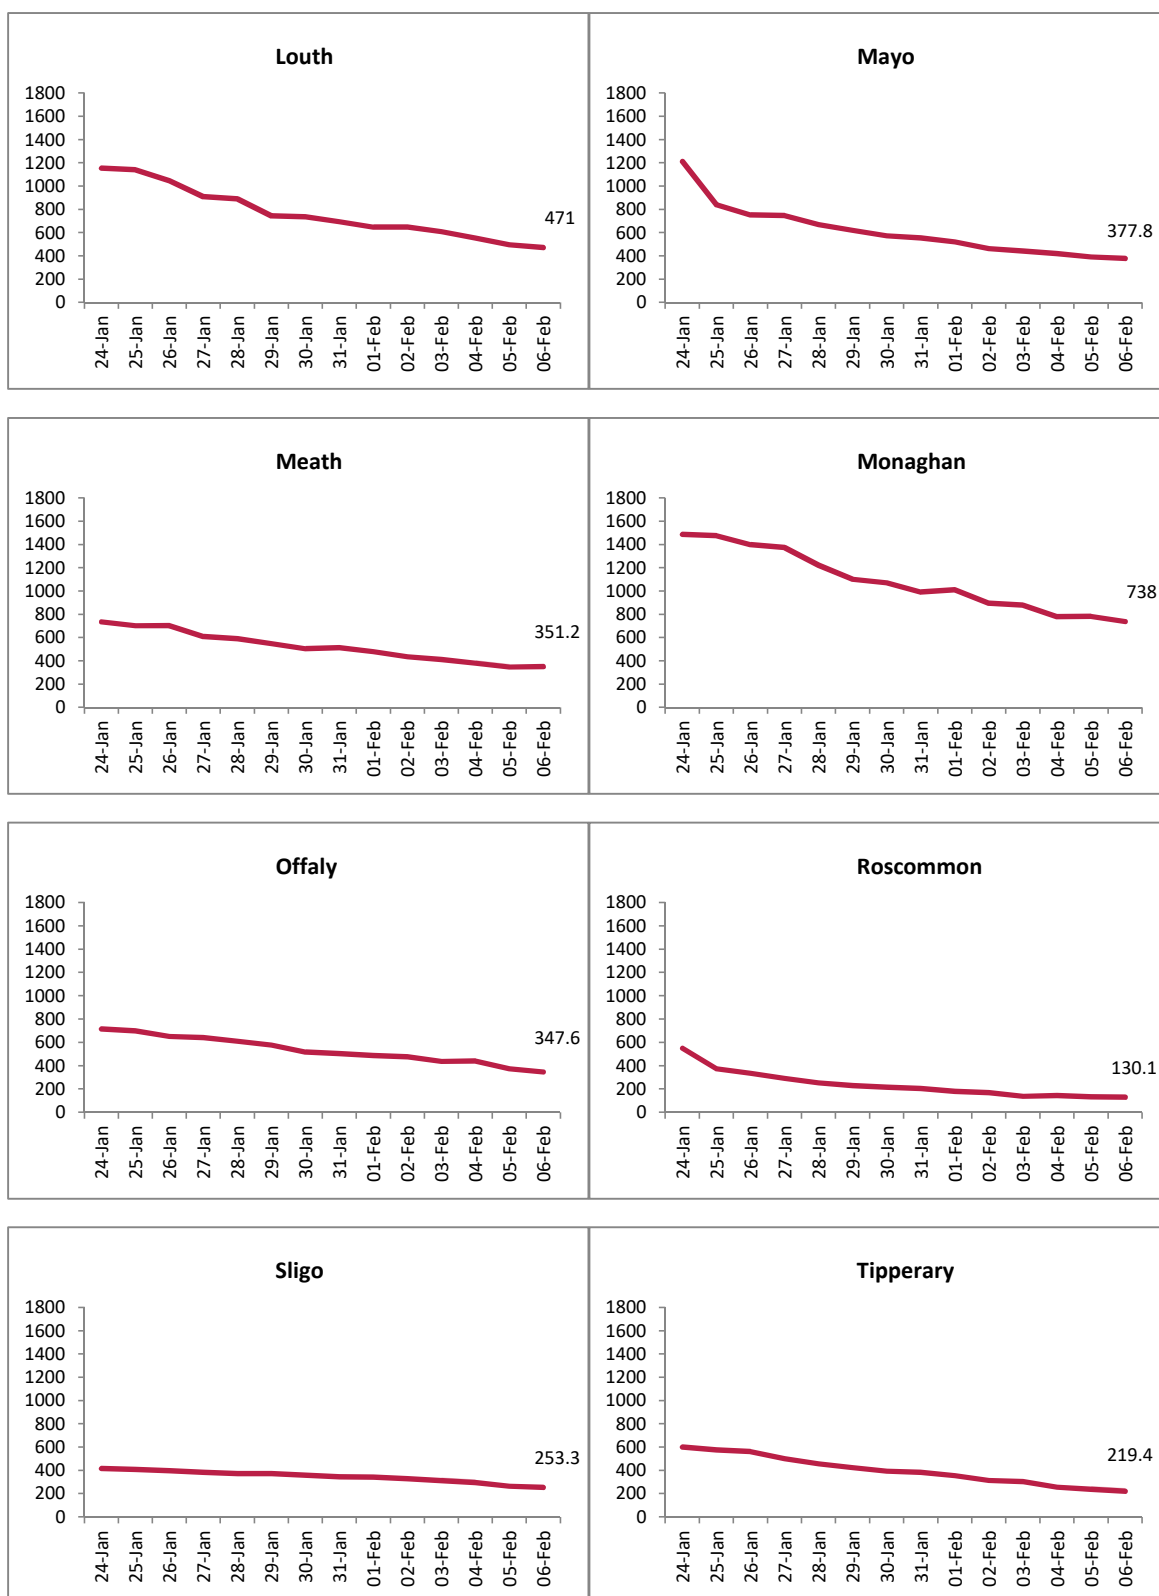 Louth
1800
1600
1400
1200
1000
800
600
400
200
0
471
24-Jan
25-Jan
26-Jan
27-Jan
28-Jan
29-Jan
30-Jan
31-Jan
01-Feb
02-Feb
03-Feb
04-Feb
05-Feb
06-Feb
Mayo
1800
1600
1400
1200
1000
800
600
400
200
0
377.8
24-Jan
25-Jan
26-Jan
27-Jan
28-Jan
29-Jan
30-Jan
31-Jan
01-Feb
02-Feb
03-Feb
04-Feb
05-Feb
06-Feb
Meath
1800
1600
1400
1200
1000
800
600
400
200
0
351.2
24-Jan
25-Jan
26-Jan
27-Jan
28-Jan
29-Jan
30-Jan
31-Jan
01-Feb
02-Feb
03-Feb
04-Feb
05-Feb
06-Feb
Monaghan
1800
1600
1400
1200
1000
800
600
400
200
0
738
24-Jan
25-Jan
26-Jan
27-Jan
28-Jan
29-Jan
30-Jan
31-Jan
01-Feb
02-Feb
03-Feb
04-Feb
05-Feb
06-Feb
Offaly
1800
1600
1400
1200
1000
800
600
400
200
0
347.6
24-Jan
25-Jan
26-Jan
27-Jan
28-Jan
29-Jan
30-Jan
31-Jan
01-Feb
02-Feb
03-Feb
04-Feb
05-Feb
06-Feb
Roscommon
1800
1600
1400
1200
1000
800
600
400
200
0
130.1
24-Jan
25-Jan
26-Jan
27-Jan
28-Jan
29-Jan
30-Jan
31-Jan
01-Feb
02-Feb
03-Feb
04-Feb
05-Feb
06-Feb
Sligo
1800
1600
1400
1200
1000
800
600
400
200
0
253.3
24-Jan
25-Jan
26-Jan
27-Jan
28-Jan
29-Jan
30-Jan
31-Jan
01-Feb
02-Feb
03-Feb
04-Feb
05-Feb
06-Feb
Tipperary
1800
1600
1400
1200
1000
800
600
400
200
0
219.4
24-Jan
25-Jan
26-Jan
27-Jan
28-Jan
29-Jan
30-Jan
31-Jan
01-Feb
02-Feb
03-Feb
04-Feb
05-Feb
06-Feb